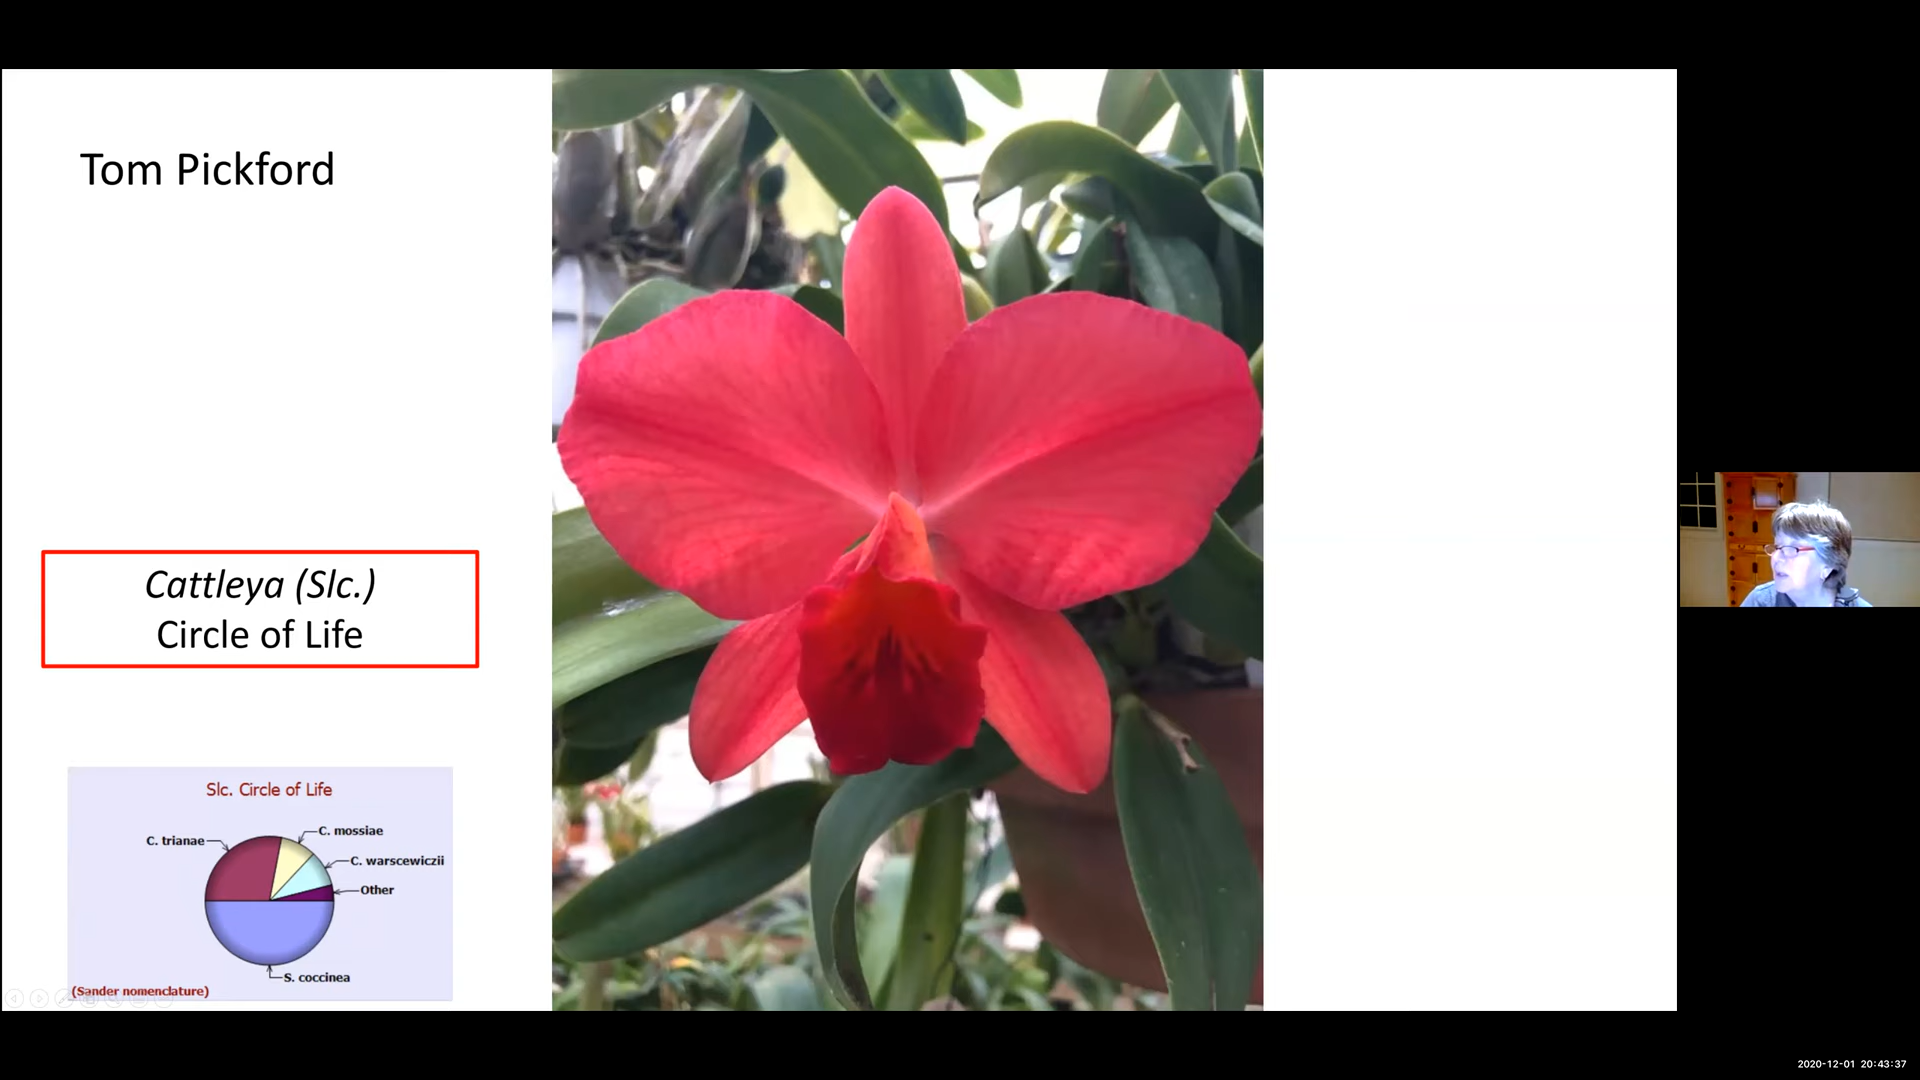 Tom Pickford
Cattleya (Slc.)
Circle of Life
Slc. Circle of Life
C. mossiae
C. trianae
C. warscewiczii
Other
S. coccinea
(Sander nomenclature)
2020-12-01 20:43:37